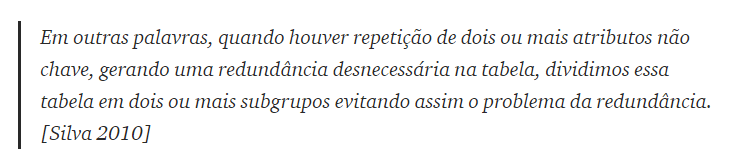 Em outras palavras, quando houver repetição de dois ou mais atributos não
chave, gerando uma redundância desnecessária na tabela, dividimos essa
tabela em dois ou mais subgrupos evitando assim o problema da redundância.
[Silva 2010]